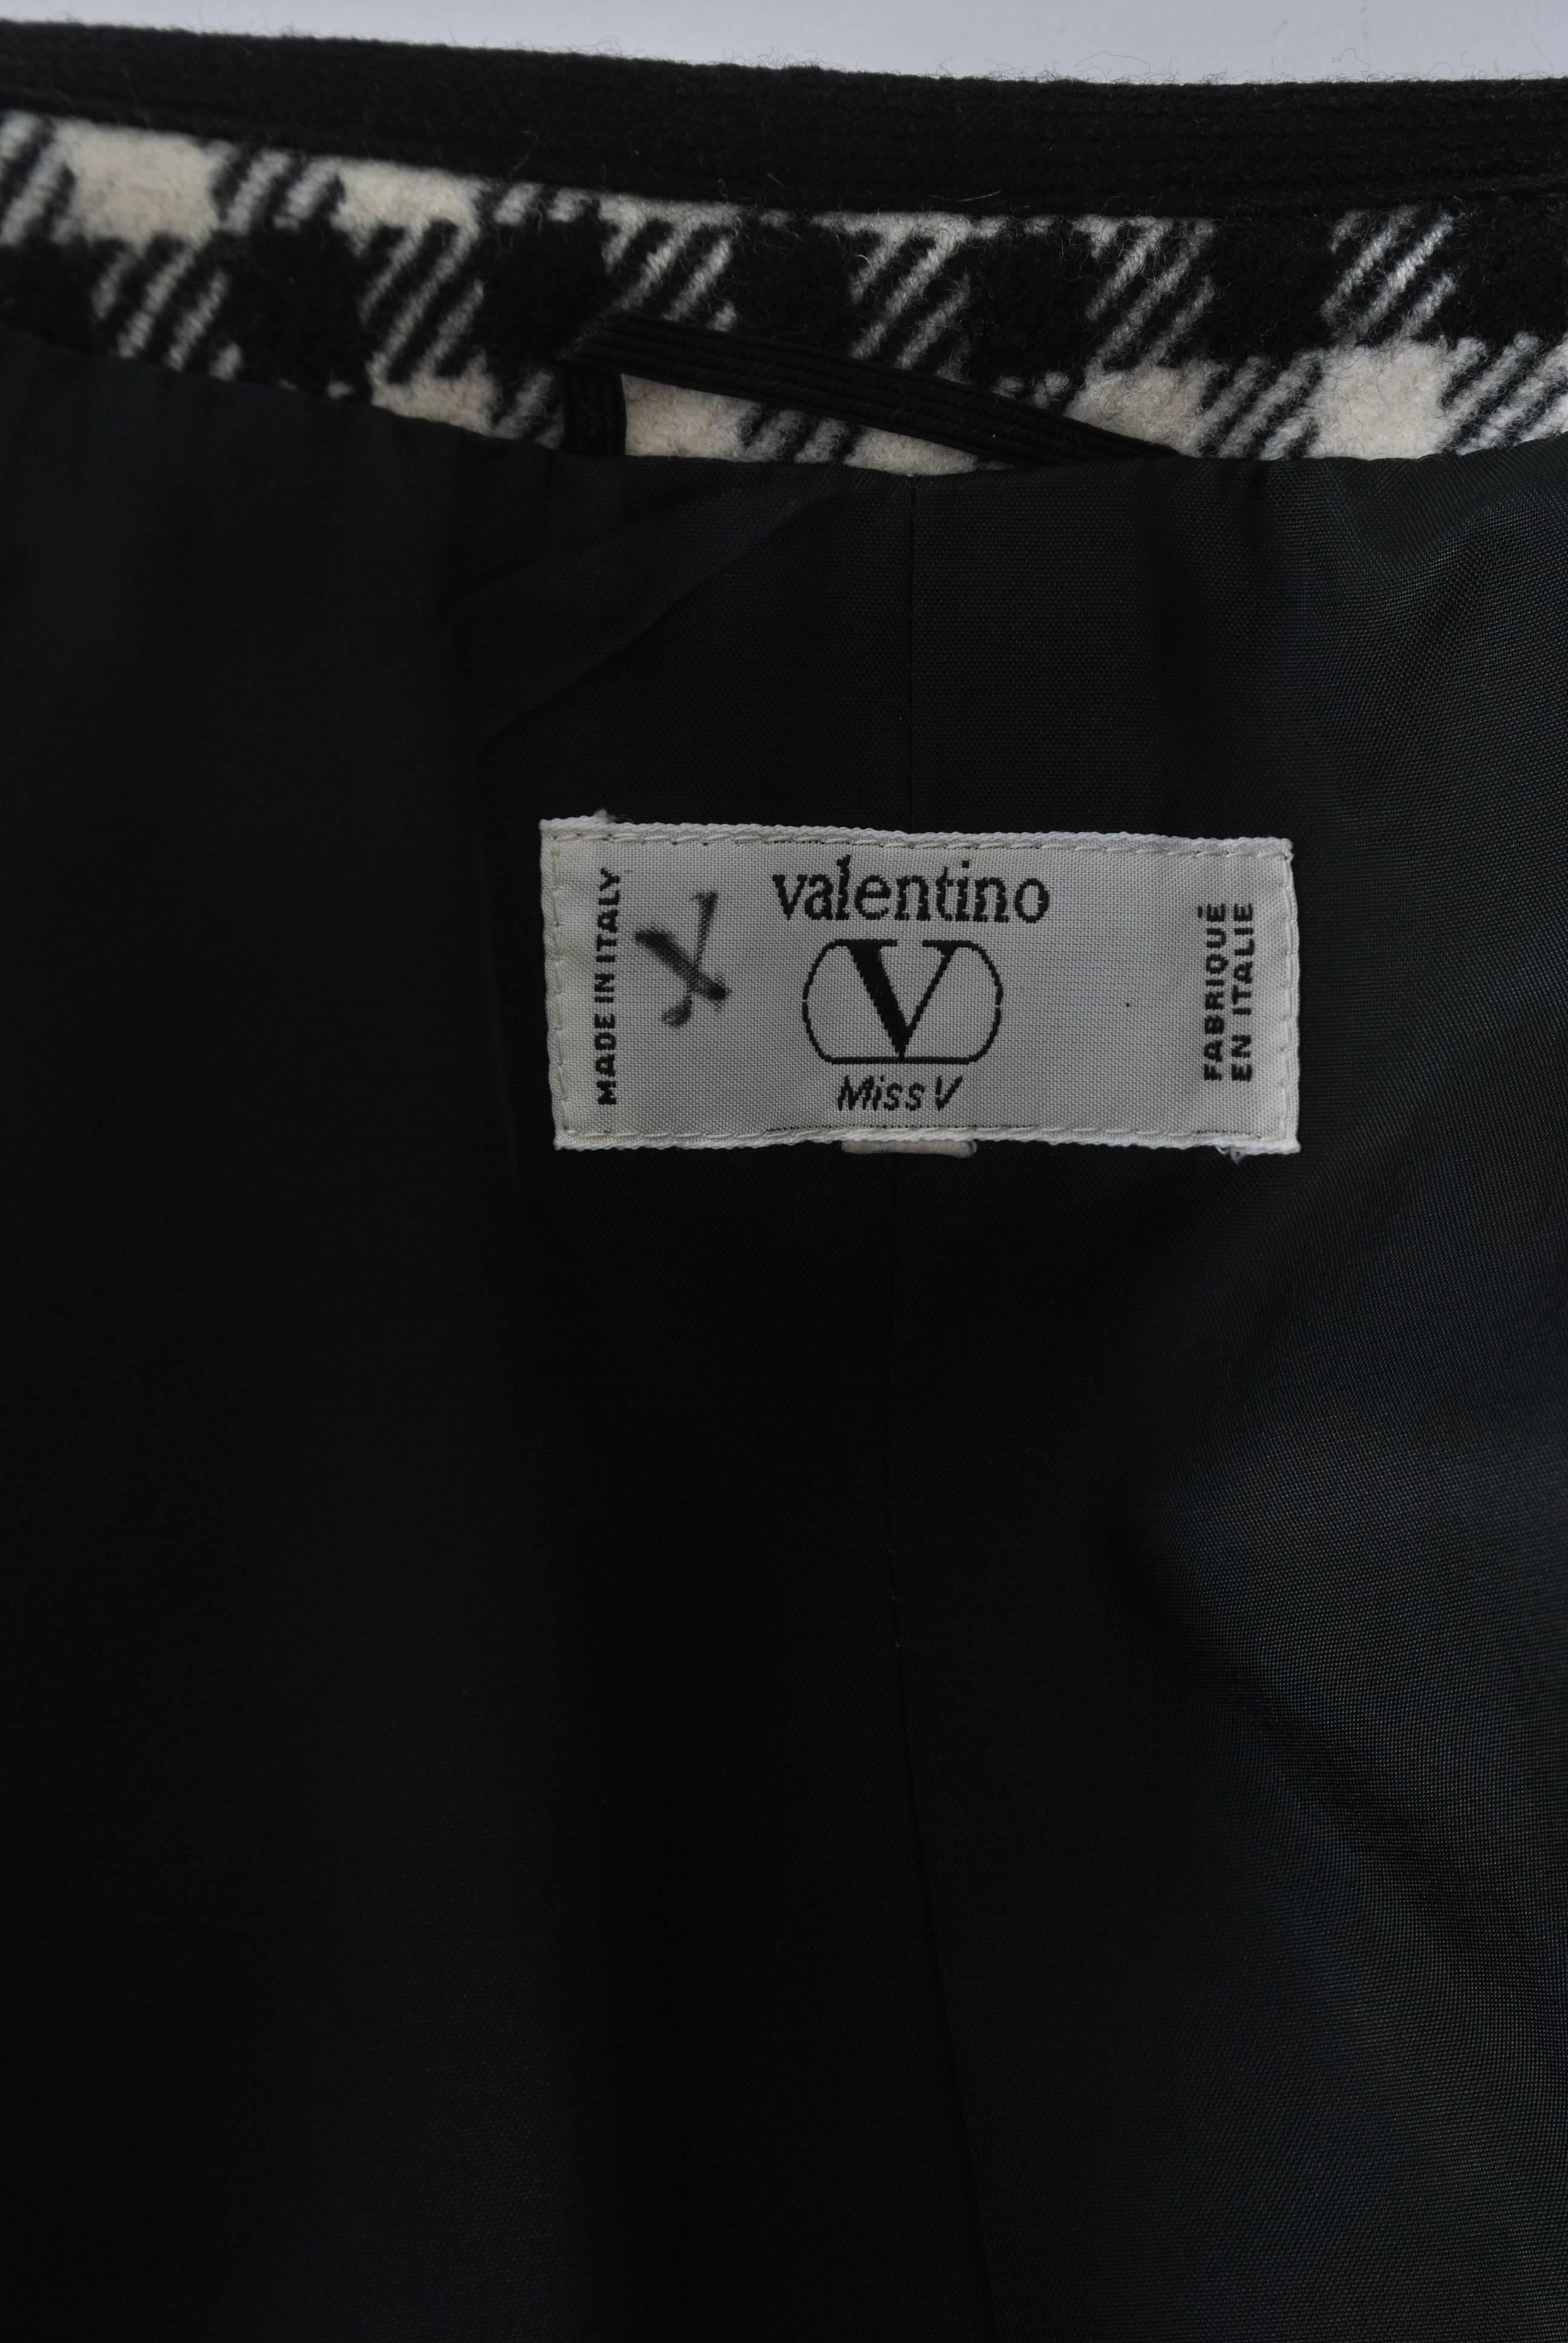 MADE IN ITALY
X
valentino
V
Miss V
FABRIQUÉ
EN ITALIE